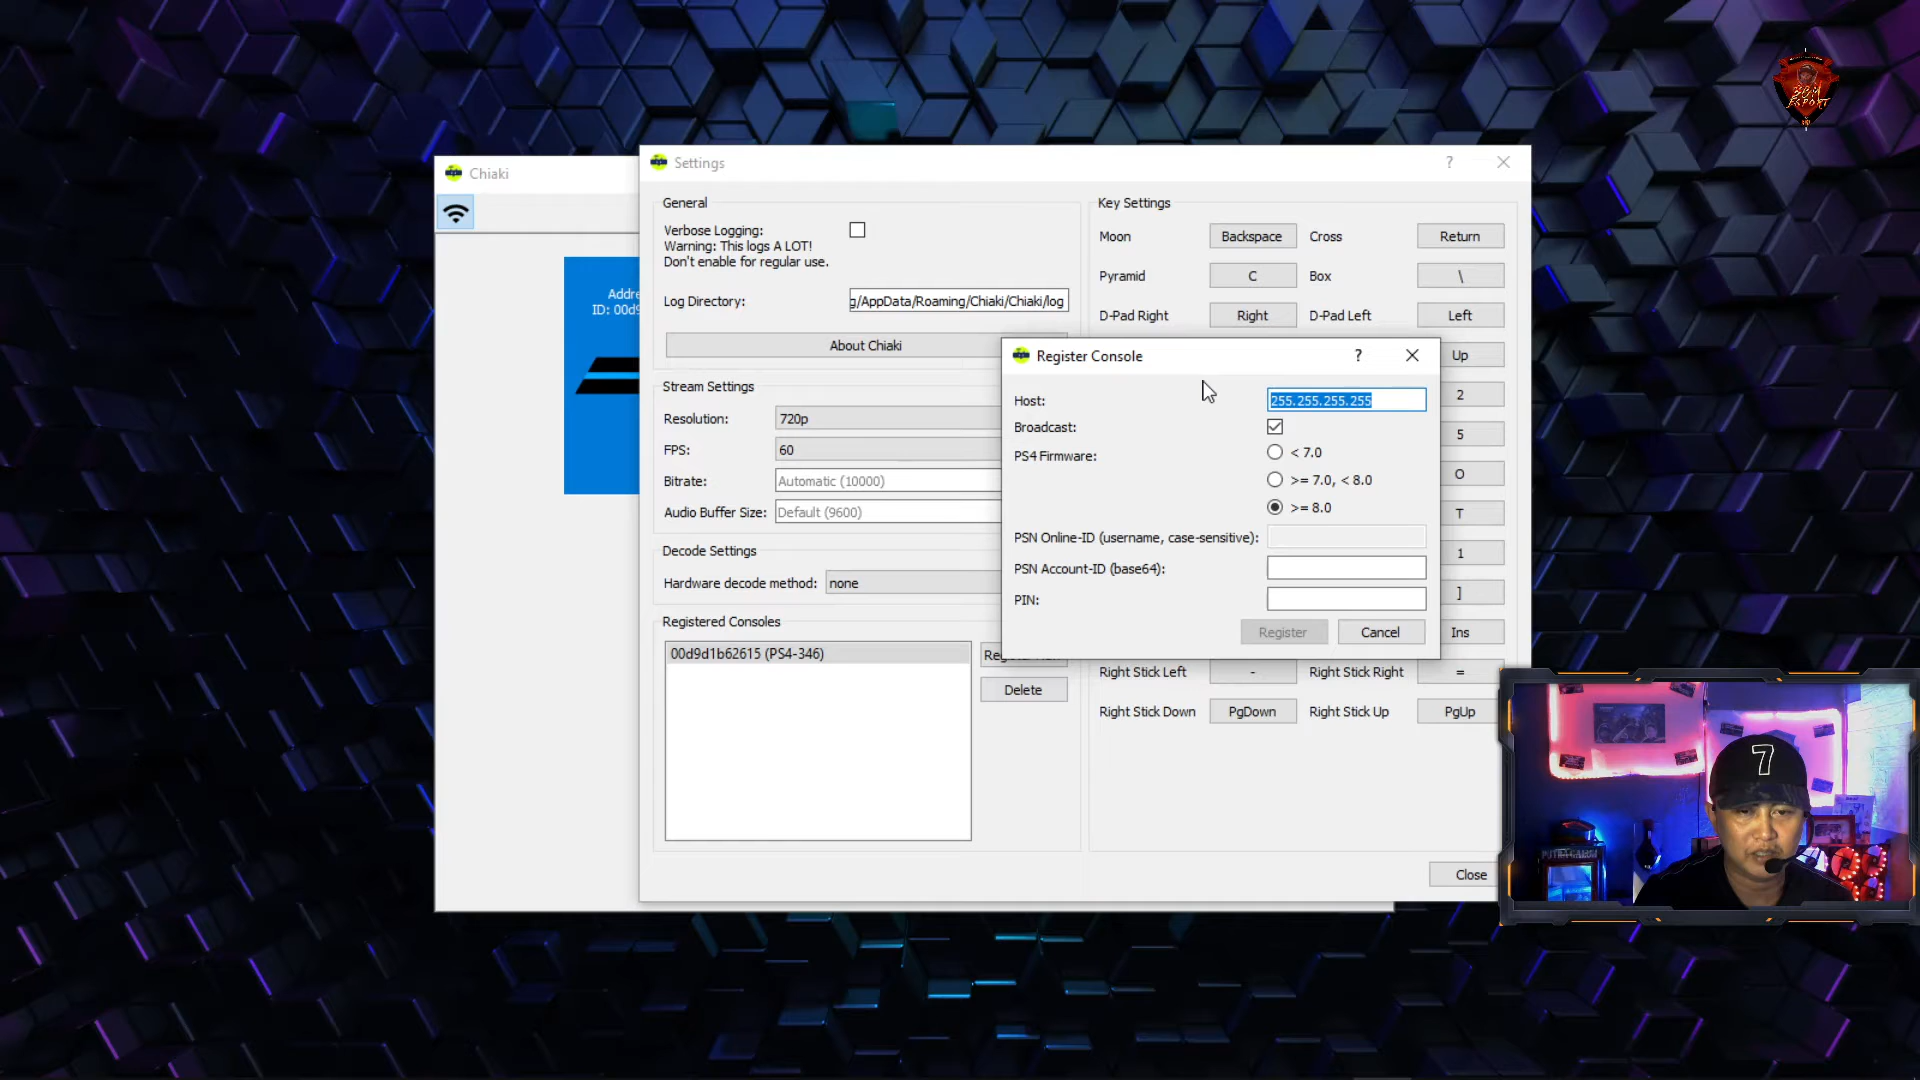 Chiaki
Settings
?
General
Verbose Logging:
Warning: This logs A LOT!
Don't enable for regular use.
Log Directory:
g/AppData/Roaming/Chiaki/Chiaki/log
About Chiaki
Stream Settings
Resolution:
720p
FPS:
60
Bitrate:
Automatic (10000)
Audio Buffer Size:
Default (9600)
Decode Settings
Hardware decode method:
none
Registered Consoles
00d9d1b62615 (PS4-346)
Delete
Key Settings
Moon
Backspace
Cross
Return
Pyramid
C
Box
\
D-Pad Right
Right
D-Pad Left
Left
Up
2
5
O
T
1
]
Ins
Right Stick Left
-
Right Stick Right
=
Right Stick Down
PgDown
Right Stick Up
PgUp
Close
Register Console
?
Host:
255.255.255.255
Broadcast:
PS4 Firmware:
< 7.0
>= 7.0, < 8.0
>= 8.0
PSN Online-ID (username, case-sensitive):
PSN Account-ID (base64):
PIN:
Register
Cancel
Addre
ID: 00d9
7